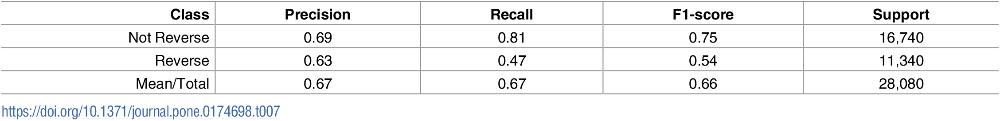 Class Precision Recall F1-score Support
Not Reverse 0.69 0.81 0.75 16,740
Reverse 0.63 0.47 0.54 11,340
Mean/Total 0.67 0.67 0.66 28,080
https://doi.org/10.1371/journal.pone.0174698.t007